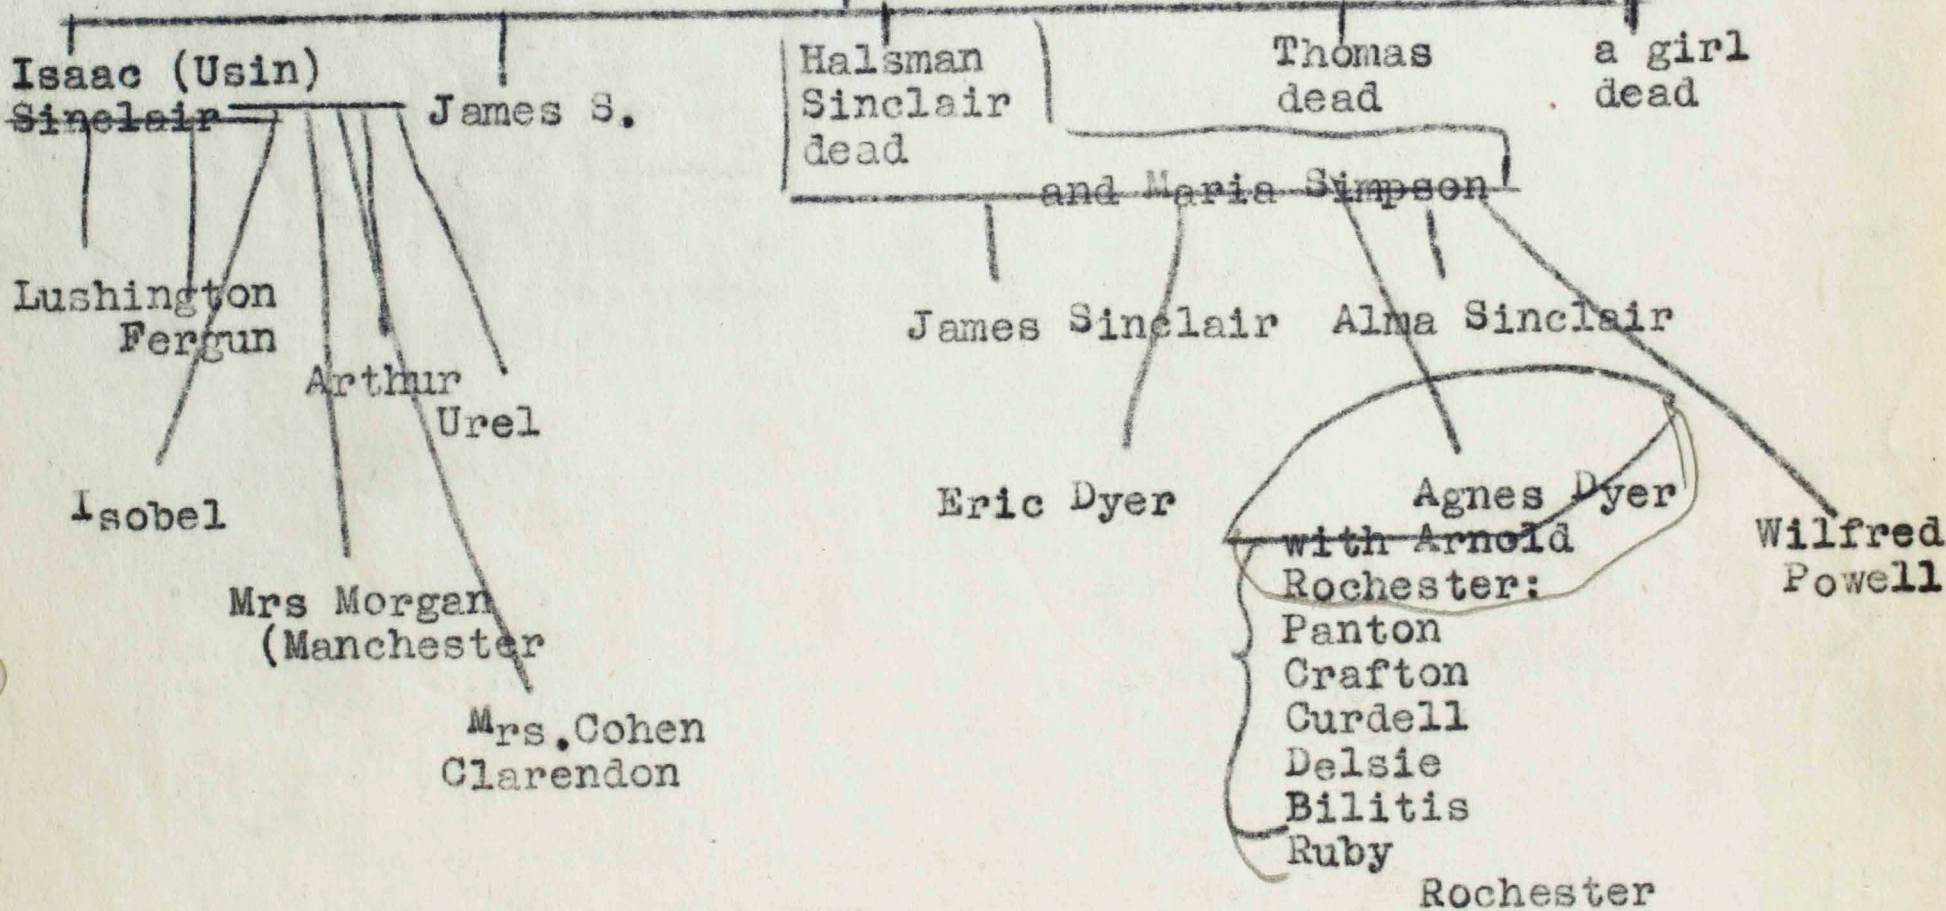 Isaac (Usin)
Sinclair
James S.
Halsman
Sinclair
dead
Thomas
dead
a girl
dead
and Maria Simpson
Lushington
Fergun
Arthur
Urel
Isobel
Mrs Morgan
(Manchester
Mrs.Cohen
Clarendon
James Sinclair
Alma Sinclair
Eric Dyer
Agnes Dyer
with Arnold
Rochester:
Panton
Crafton
Curdell
Delsie
Bilitis
Ruby
Rochester
Wilfred
Powell